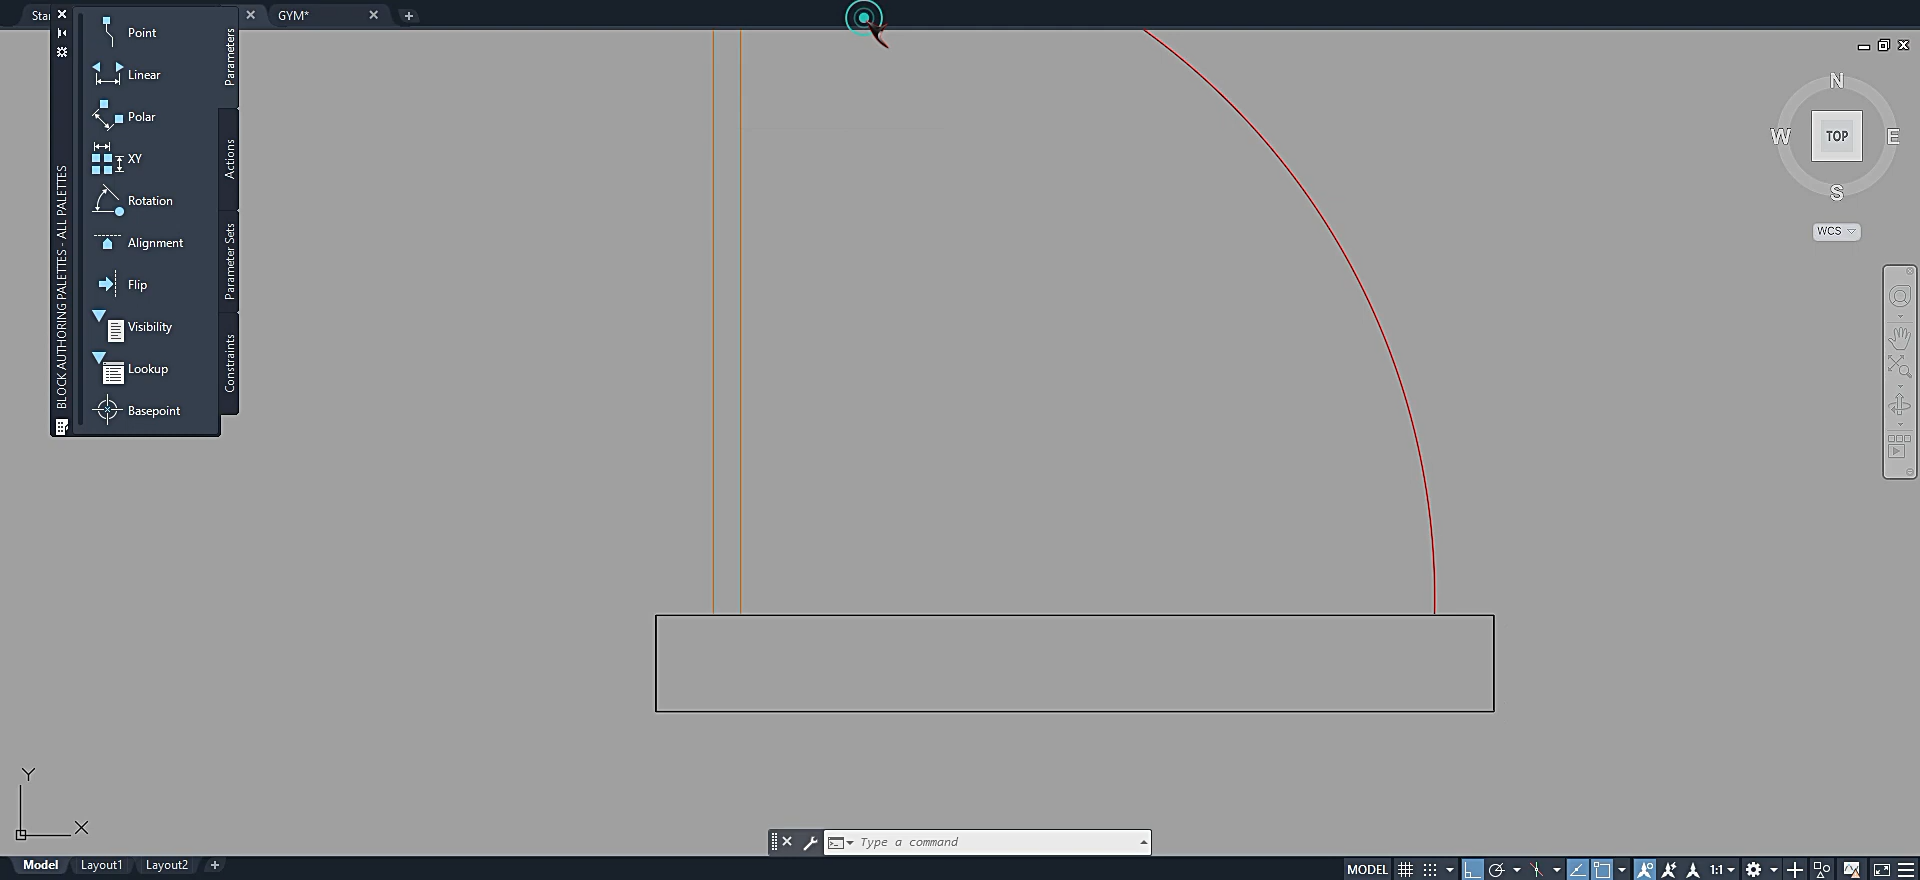 Star
GYM*
Point
Linear
Polar
XY
Rotation
Alignment
Flip
Visibility
Lookup
Basepoint
Parameters
Actions
Parameter Sets
Constraints
BLOCK AUTHORING PALETTES - ALL PALETTES
N
W
TOP
E
S
WCS
Y
X
Type a command
Model
Layout1
Layout2
MODEL
1:1